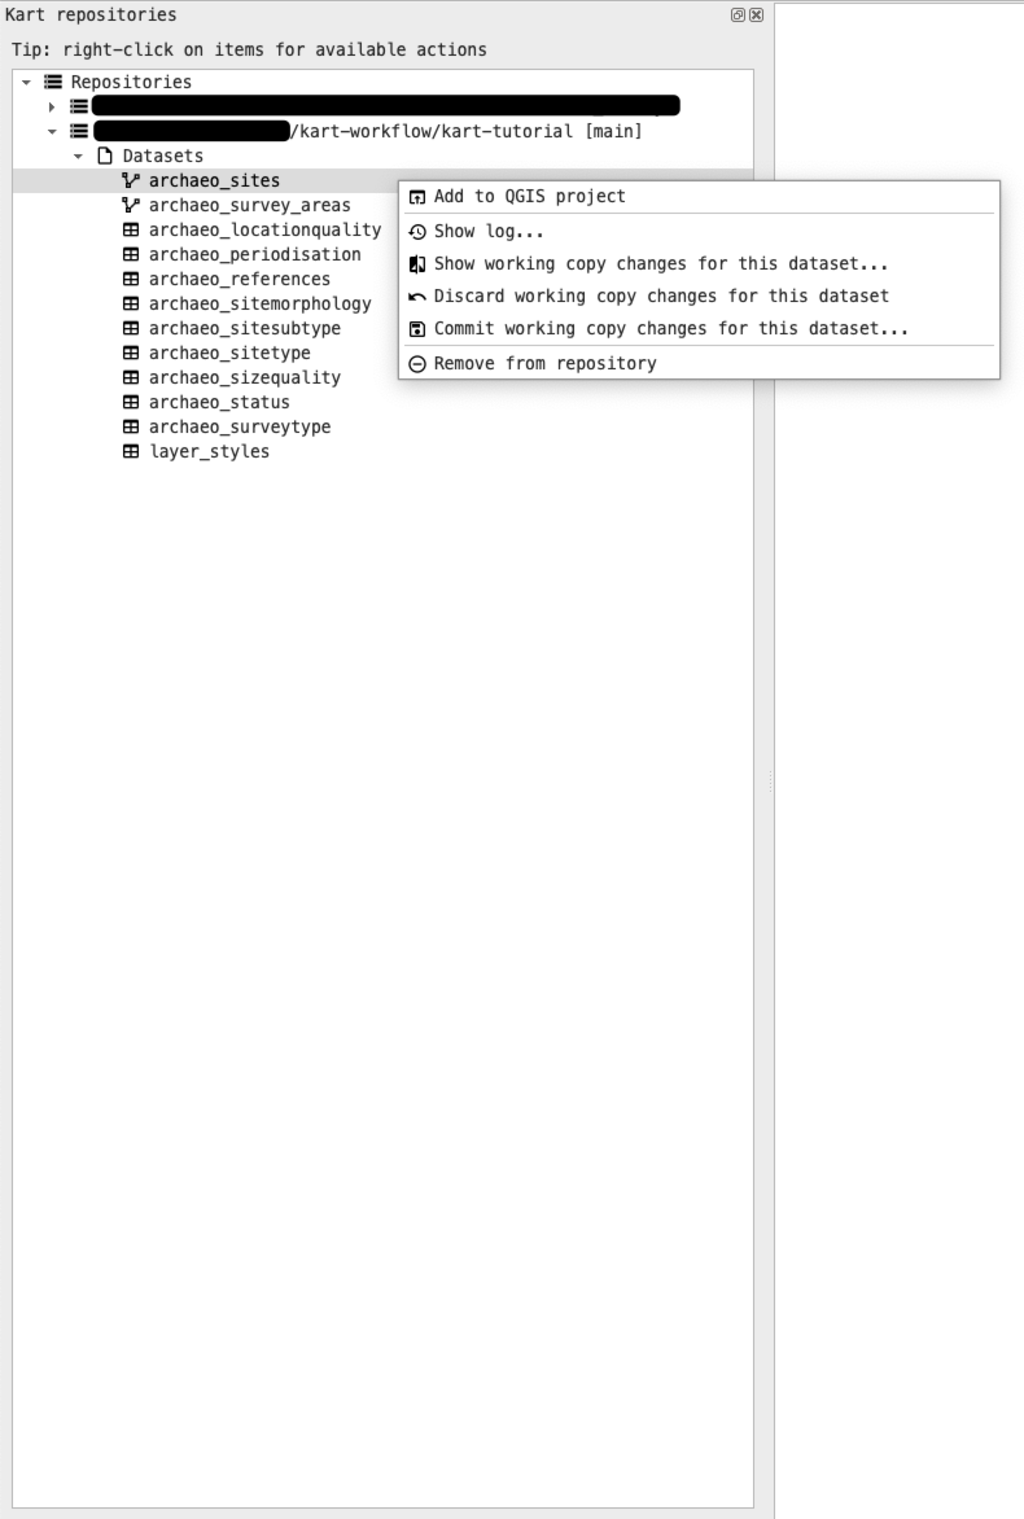 Kart repositories
Tip: right-click on items for available actions
Repositories
/kart-workflow/kart-tutorial [main]
Datasets
archaeo_sites
archaeo_survey_areas
archaeo_locationquality
archaeo_periodisation
archaeo_references
archaeo_sitemorphology
archaeo_sitesubtype
archaeo_sitetype
archaeo_sizequality
archaeo_status
archaeo_surveytype
layer_styles
Add to QGIS project
Show log...
Show working copy changes for this dataset...
Discard working copy changes for this dataset
Commit working copy changes for this dataset...
Remove from repository